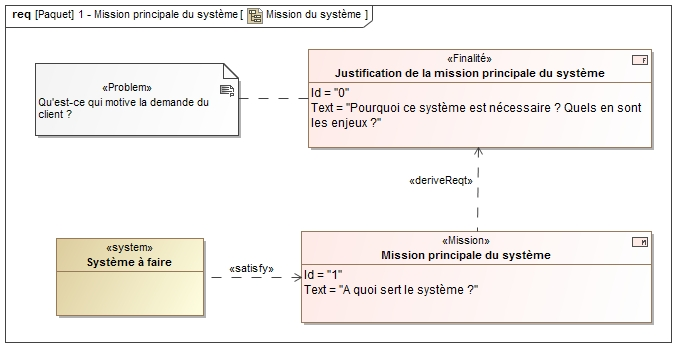 req [Paquet] 1 - Mission principale du système [ Mission du système ]
«Problem»
Qu'est-ce qui motive la demande du
client ?
«Finalité»
Justification de la mission principale du système
Id = "0"
Text = "Pourquoi ce système est nécessaire ? Quels en sont
les enjeux ?"
«deriveReqt»
«system»
Système à faire
«satisfy»
«Mission»
Mission principale du système
Id = "1"
Text = "A quoi sert le système ?"